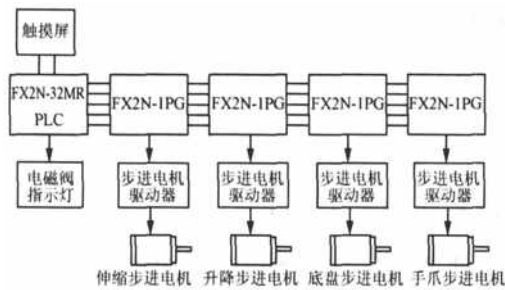 触摸屏
FX2N-32MR
PLC
FX2N-1PG
FX2N-1PG
FX2N-1PG
FX2N-1PG
电磁阀
指示灯
步进电机
驱动器
步进电机
驱动器
步进电机
驱动器
步进电机
驱动器
伸缩步进电机
升降步进电机
底盘步进电机
手爪步进电机